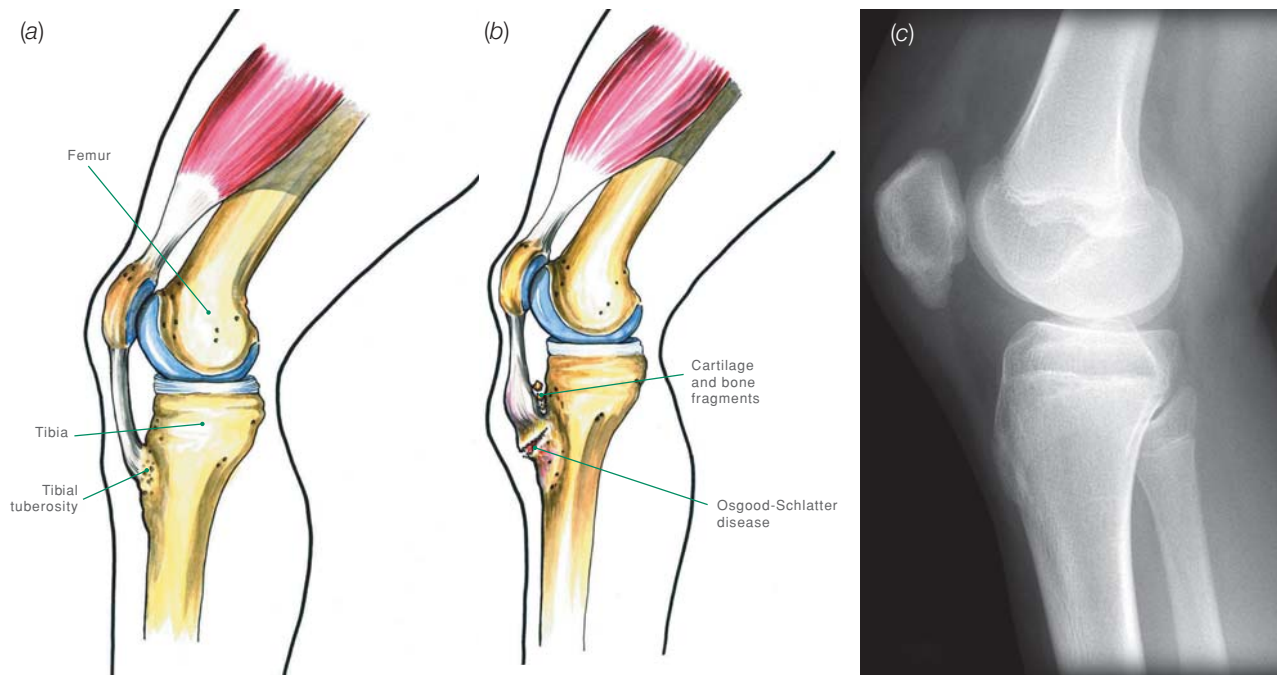 (a)
Femur
Tibia
Tibial
tuberosity
(b)
Cartilage
and bone
fragments
Osgood-Schlatter
disease
(c)